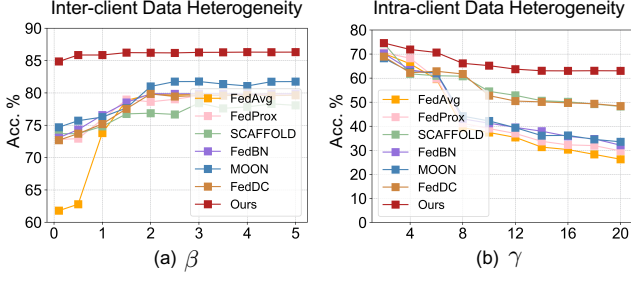 Inter-client Data Heterogeneity
Acc. %
90
85
80
75
70
65
60
FedAvg
FedProx
SCAFFOLD
FedBN
MOON
FedDC
Ours
0 1 2 3 4 5
(a) β
Intra-client Data Heterogeneity
Acc. %
80
70
60
50
40
30
20
10
0
FedAvg
FedProx
SCAFFOLD
FedBN
MOON
FedDC
Ours
4 8 12 16 20
(b) γ